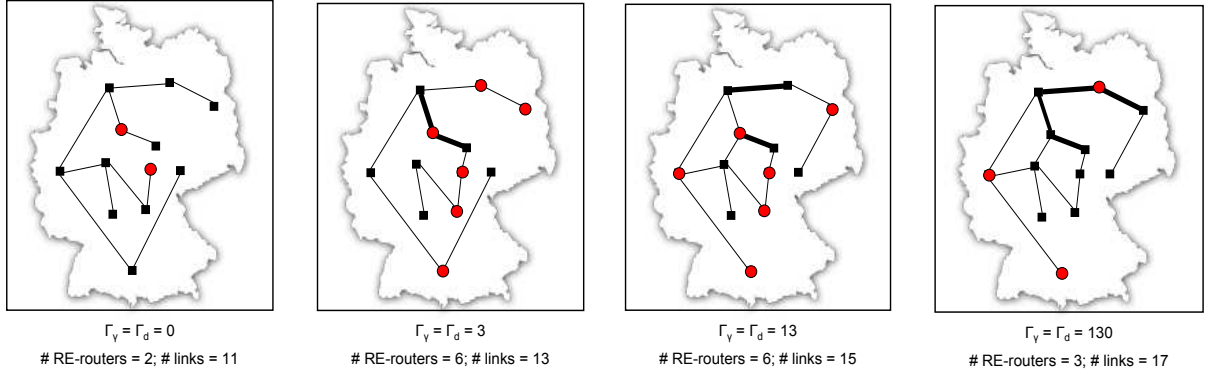 Γγ = Γd = 0
# RE-routers = 2; # links = 11
Γγ = Γd = 3
# RE-routers = 6; # links = 13
Γγ = Γd = 13
# RE-routers = 6; # links = 15
Γγ = Γd = 130
# RE-routers = 3; # links = 17